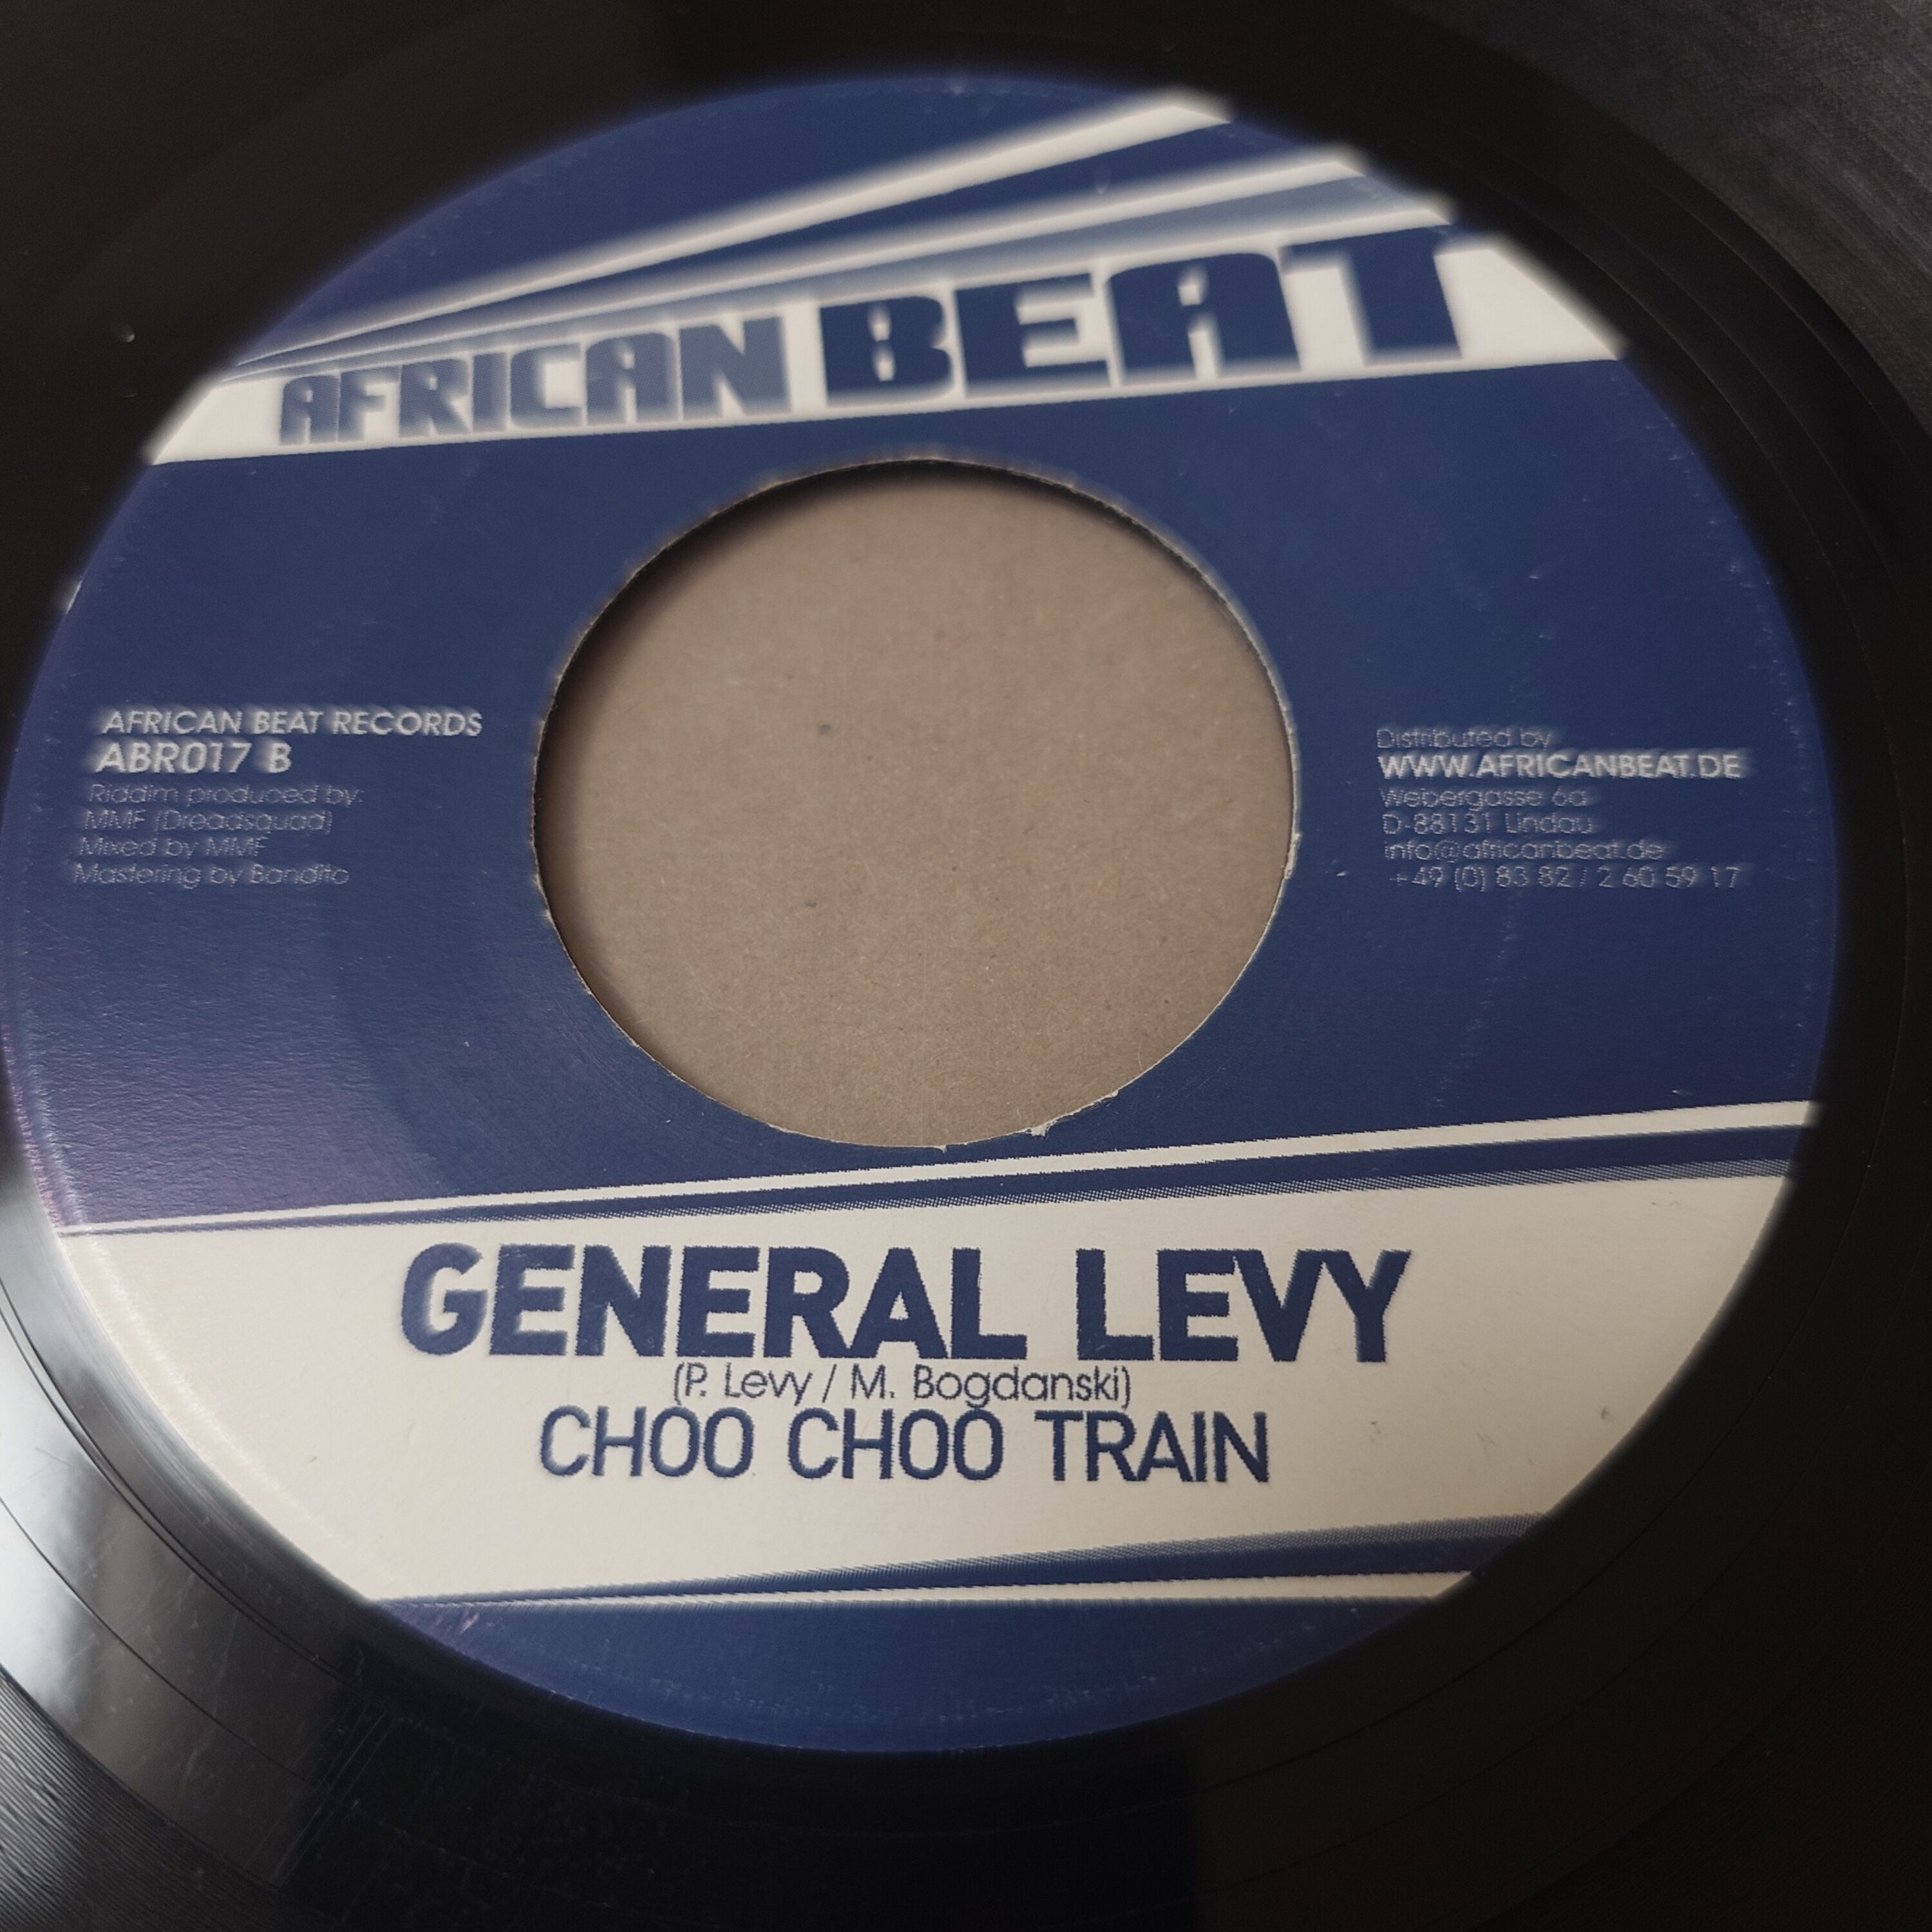 AFRICAN BEAT
AFRICAN BEAT RECORDS
ABR017 B
Riddim produced by:
MMF (Dreadsquad)
Mixed by MMF
Mastering by Bandito
Distributed by
WWW.AFRICANBEAT.DE
Webergasse 6a
D-88131 Lindau
info@africanbeat.de
+49 (0) 83 82 / 2 60 59 17
GENERAL LEVY
(P. Levy / M. Bogdanski)
CHOO CHOO TRAIN